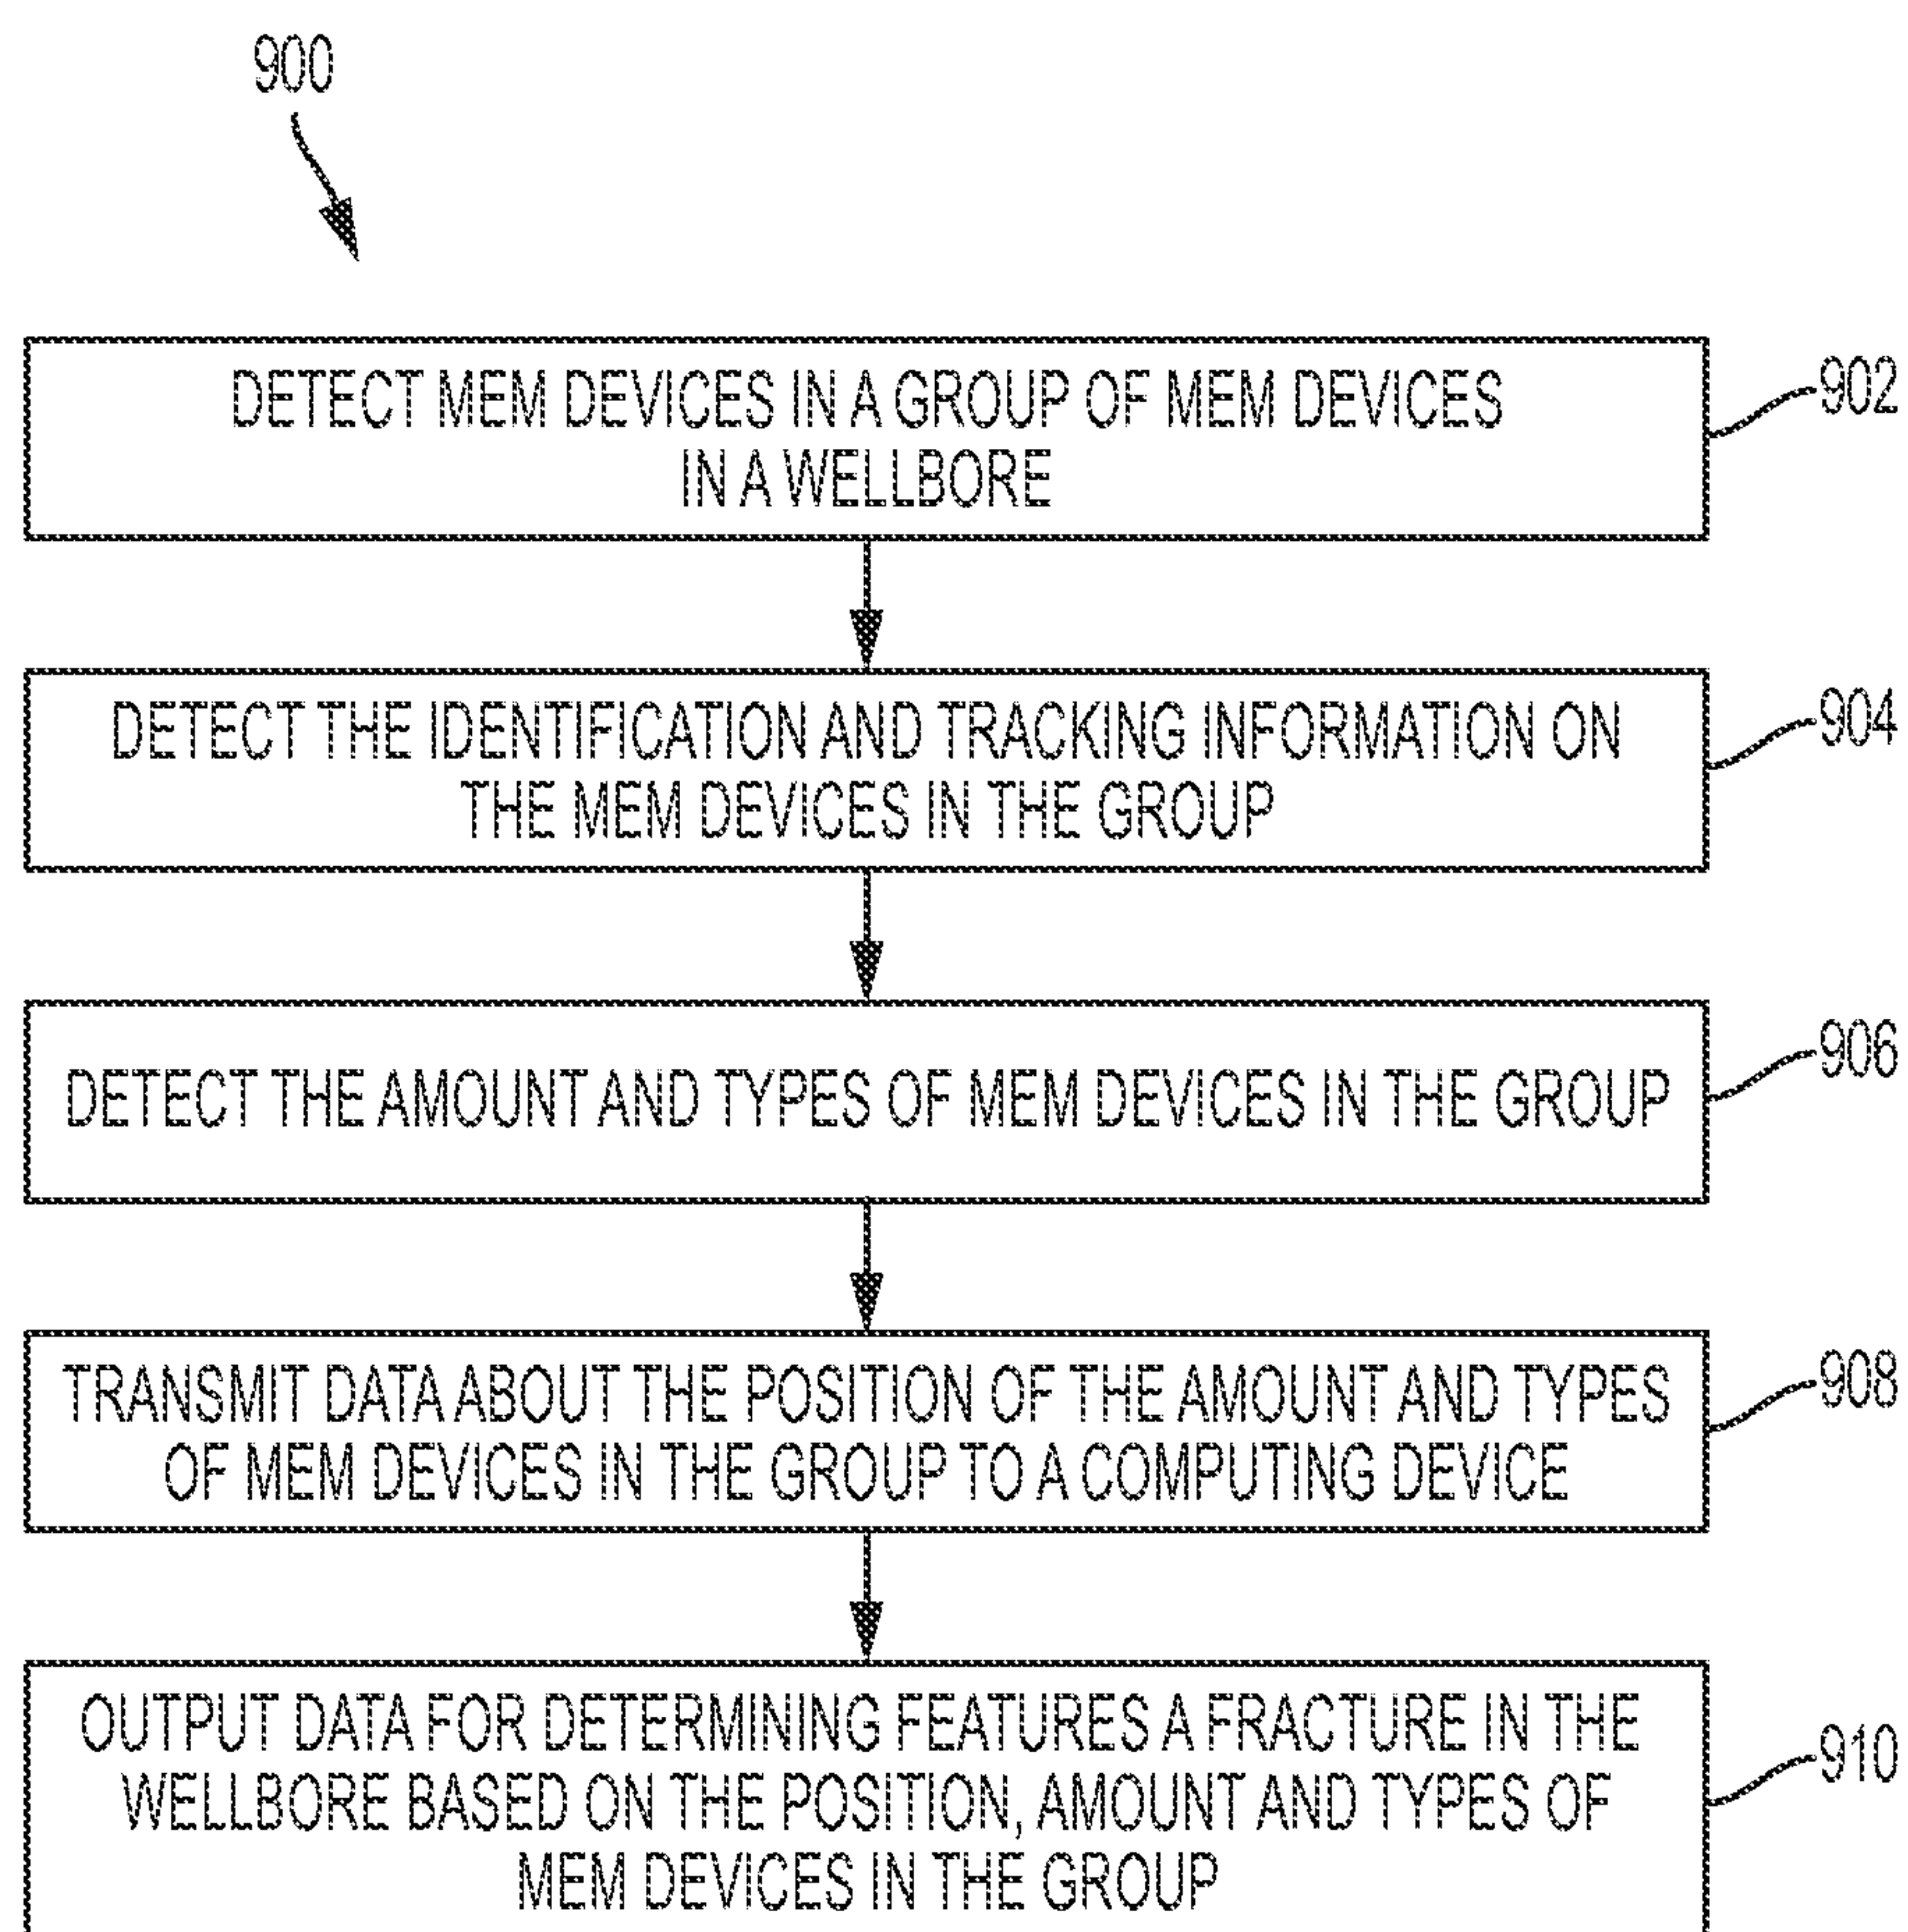 900
DETECT MEM DEVICES IN A GROUP OF MEM DEVICES
IN A WELLBORE
902
DETECT THE IDENTIFICATION AND TRACKING INFORMATION ON
THE MEM DEVICES IN THE GROUP
904
DETECT THE AMOUNT AND TYPES OF MEM DEVICES IN THE GROUP
906
TRANSMIT DATA ABOUT THE POSITION OF THE AMOUNT AND TYPES
OF MEM DEVICES IN THE GROUP TO A COMPUTING DEVICE
908
OUTPUT DATA FOR DETERMINING FEATURES A FRACTURE IN THE
WELLBORE BASED ON THE POSITION, AMOUNT AND TYPES OF
MEM DEVICES IN THE GROUP
910